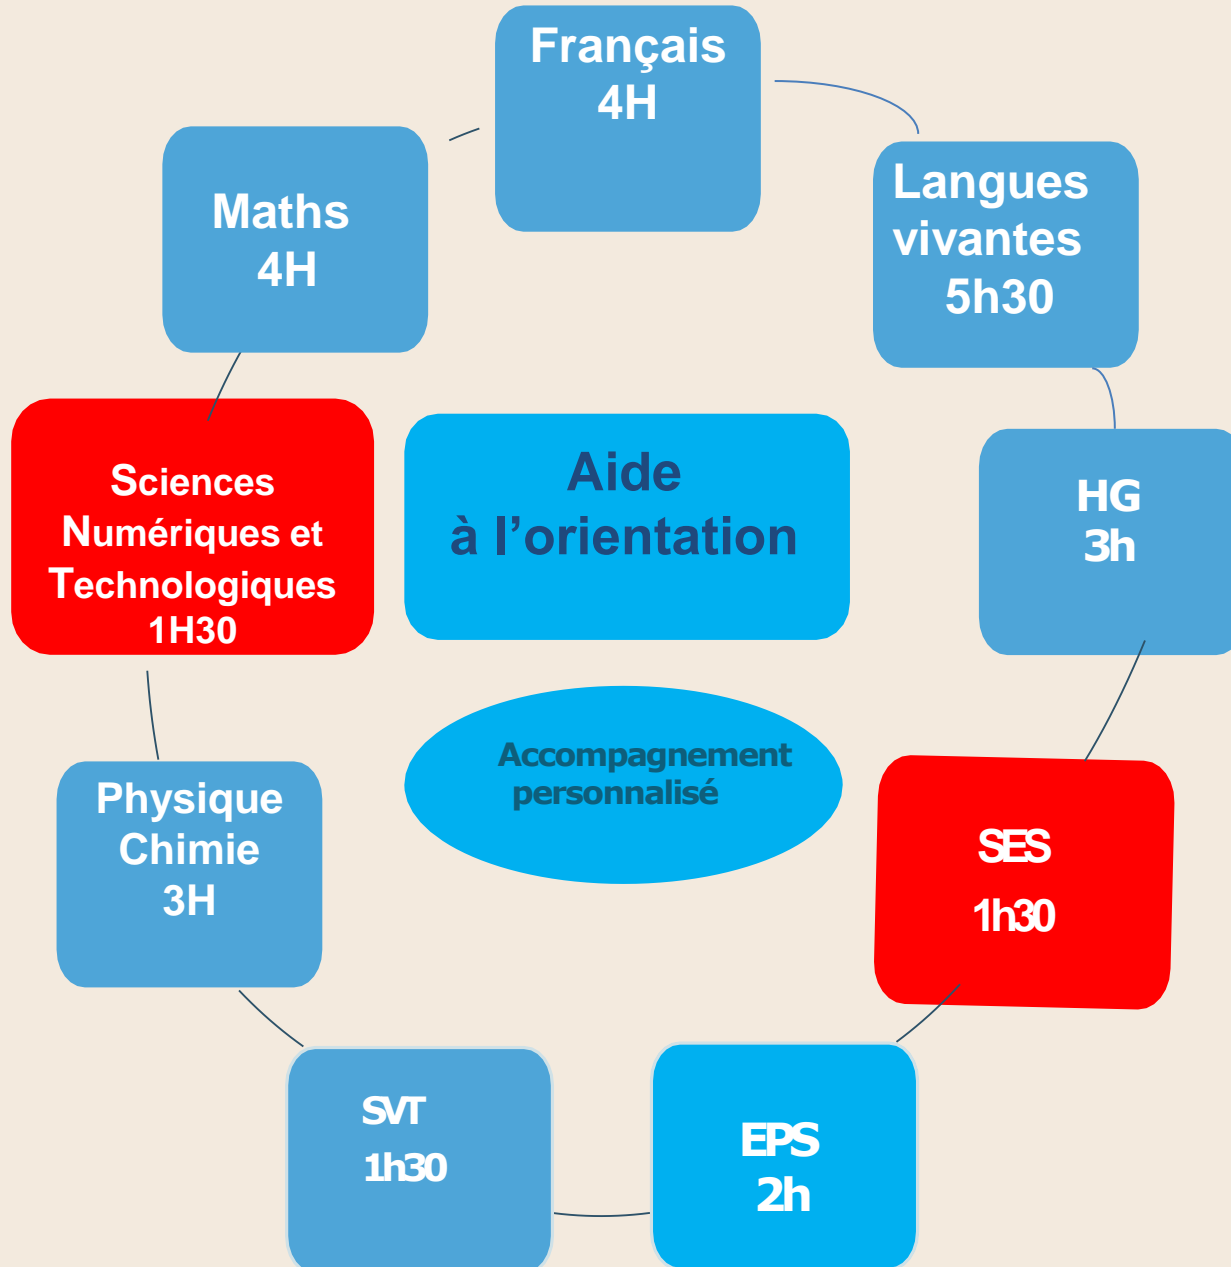 Français
4H
Maths
4H
Langues
vivantes
5h30
Sciences
Numériques et
Technologiques
1H30
Aide
à l’orientation
HG
3h
Accompagnement
personnalisé
Physique
Chimie
3H
SES
1h30
SVT
1h30
EPS
2h